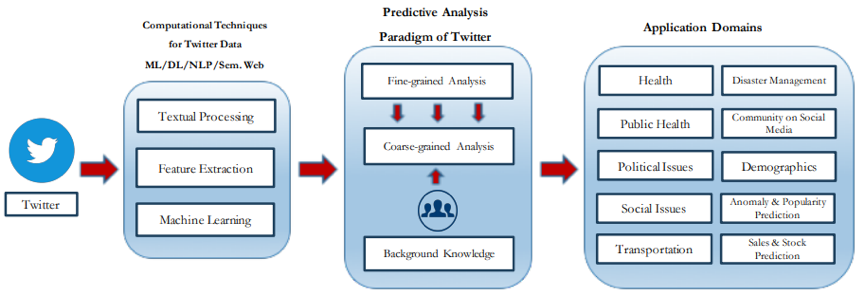 Twitter
Computational Techniques
for Twitter Data
ML/DL/NLP/Sem. Web
Textual Processing
Feature Extraction
Machine Learning
Predictive Analysis
Paradigm of Twitter
Fine-grained Analysis
Coarse-grained Analysis
Background Knowledge
Application Domains
Health
Disaster Management
Public Health
Community on Social
Media
Political Issues
Demographics
Social Issues
Anomaly & Popularity
Prediction
Transportation
Sales & Stock
Prediction